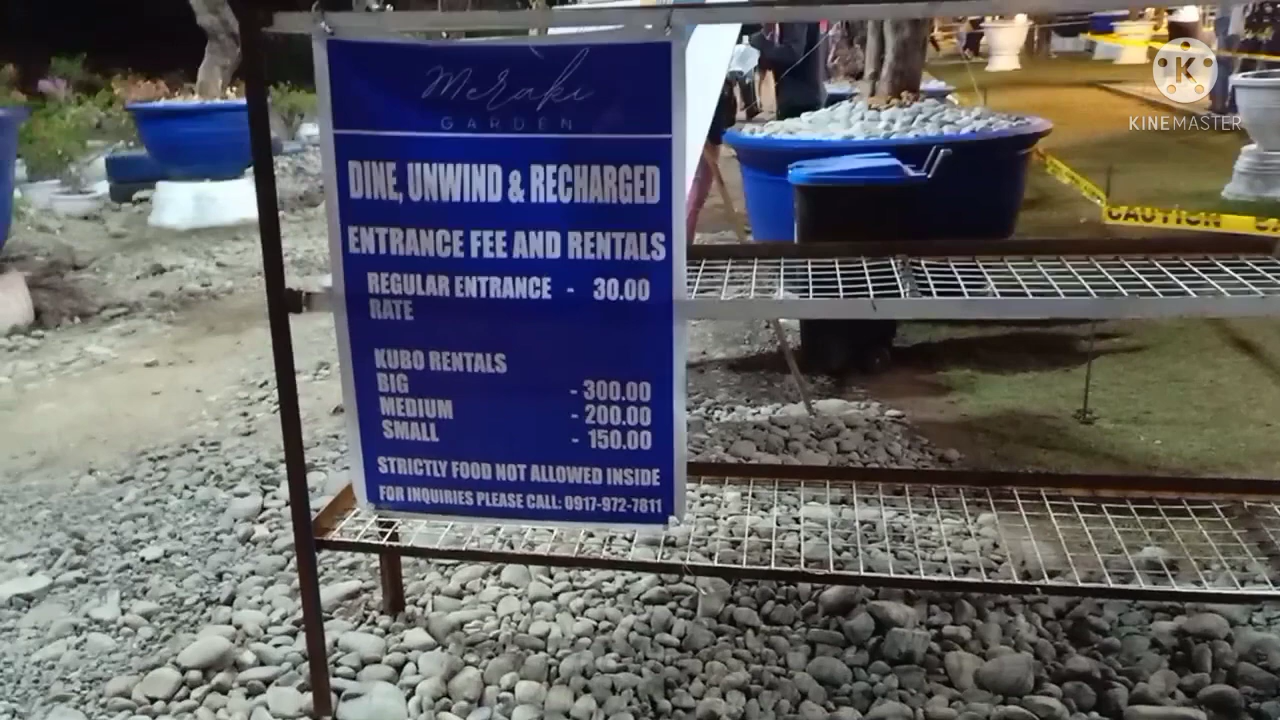 Meraki
GARDEN
DINE, UNWIND & RECHARGED
ENTRANCE FEE AND RENTALS
REGULAR ENTRANCE - 30.00
RATE
KUBO RENTALS
BIG - 300.00
MEDIUM - 200.00
SMALL - 150.00
STRICTLY FOOD NOT ALLOWED INSIDE
FOR INQUIRIES PLEASE CALL: 0917-972-7811
K
KINEMASTER
CAUTION